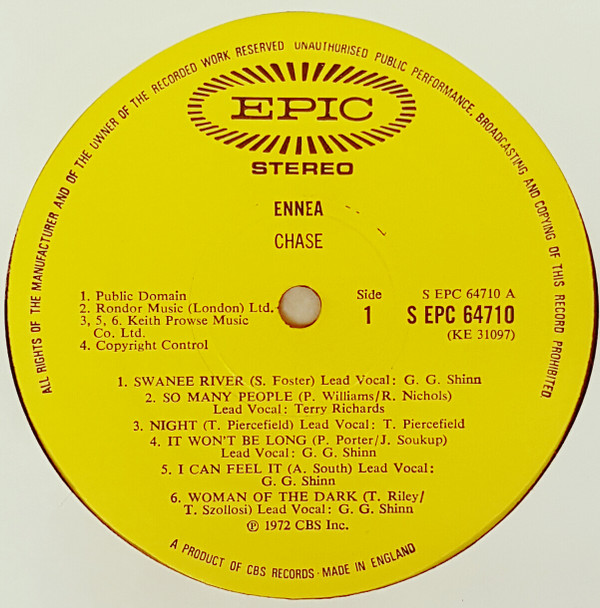 ALL RIGHTS OF THE MANUFACTURER AND OF THE OWNER OF THE RECORDED WORK RESERVED UNAUTHORISED PUBLIC PERFORMANCE, BROADCASTING AND COPYING OF THIS RECORD PROHIBITED
EPIC
STEREO
ENNEA
CHASE
1. Public Domain
2. Rondor Music (London) Ltd.
3, 5, 6. Keith Prowse Music
Co. Ltd.
4. Copyright Control
Side
1
S EPC 64710 A
S EPC 64710
(KE 31097)
1. SWANEE RIVER (S. Foster) Lead Vocal: G. G. Shinn
2. SO MANY PEOPLE (P. Williams/R. Nichols)
Lead Vocal: Terry Richards
3. NIGHT (T. Piercefield) Lead Vocal: T. Piercefield
4. IT WON'T BE LONG (P. Porter/J. Soukup)
Lead Vocal: G. G. Shinn
5. I CAN FEEL IT (A. South) Lead Vocal:
G. G. Shinn
6. WOMAN OF THE DARK (T. Riley/
T. Szollosi) Lead Vocal: G. G. Shinn
℗ 1972 CBS Inc.
A PRODUCT OF CBS RECORDS · MADE IN ENGLAND